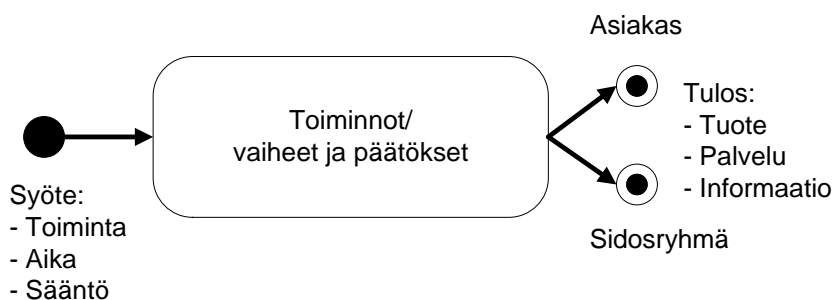 Asiakas
Toiminnot/
vaiheet ja päätökset
Tulos:
- Tuote
- Palvelu
- Informaatio
Syöte:
- Toiminta
- Aika
- Sääntö
Sidosryhmä